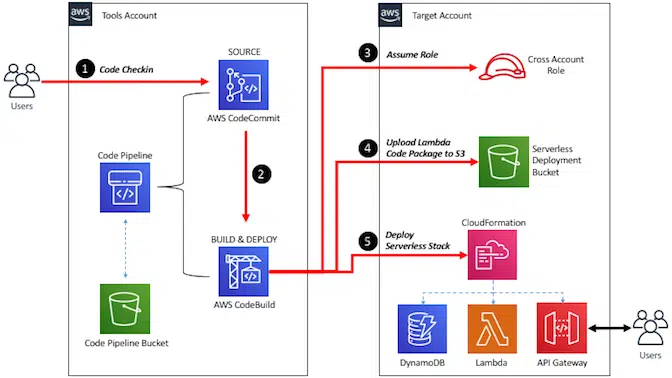 aws
Tools Account
aws
Target Account
SOURCE
1
Code Checkin
3
Assume Role
Cross Account
Role
Users
AWS CodeCommit
4
Upload Lambda
Code Package to S3
Serverless
Deployment
Bucket
Code Pipeline
2
CloudFormation
BUILD & DEPLOY
5
Deploy
Serverless Stack
AWS CodeBuild
Code Pipeline Bucket
DynamoDB
Lambda
API Gateway
Users